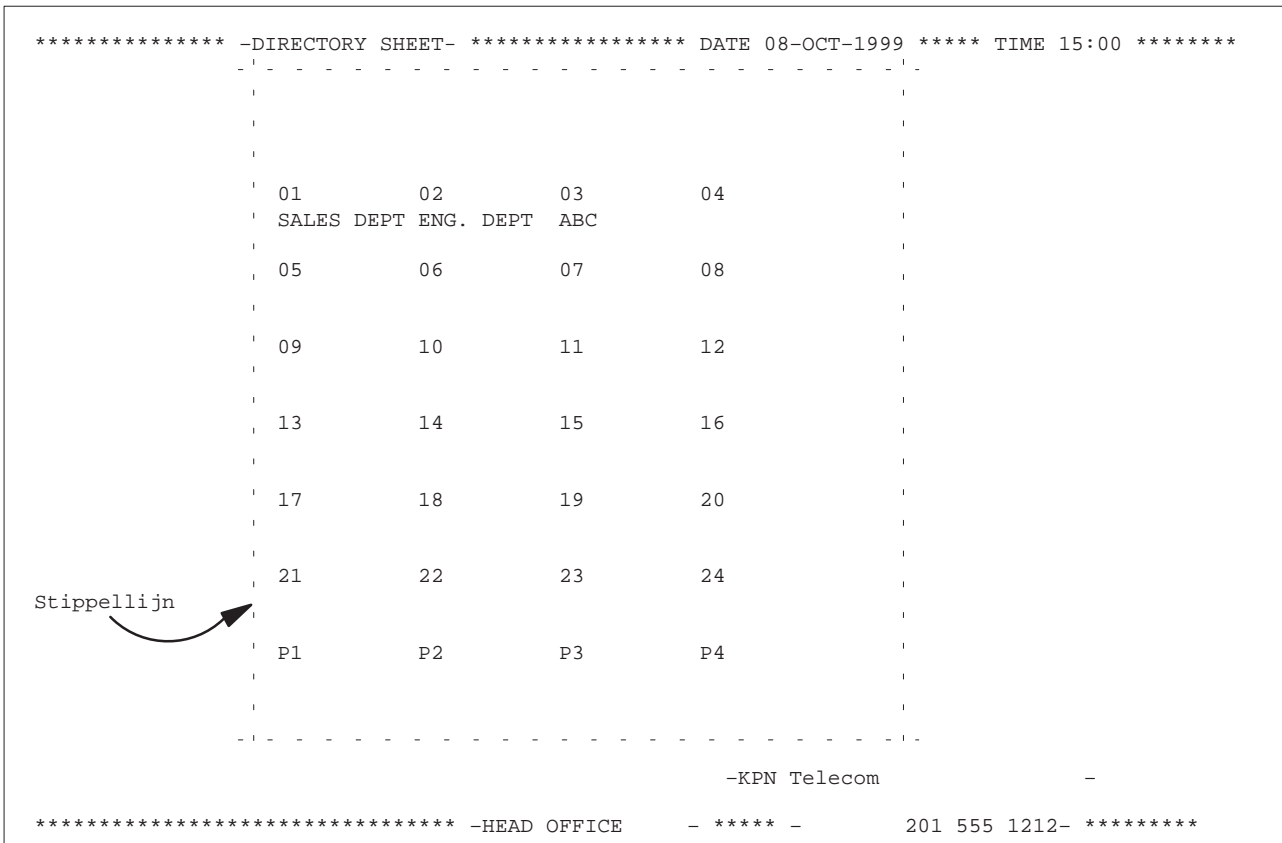 *************** -DIRECTORY SHEET- ***************** DATE 08-OCT-1999 ***** TIME 15:00 ********
01 02 03 04
SALES DEPT ENG. DEPT ABC
05 06 07 08
09 10 11 12
13 14 15 16
17 18 19 20
21 22 23 24
Stippellijn
P1 P2 P3 P4
-KPN Telecom -
********************************* -HEAD OFFICE - ***** - 201 555 1212- *********